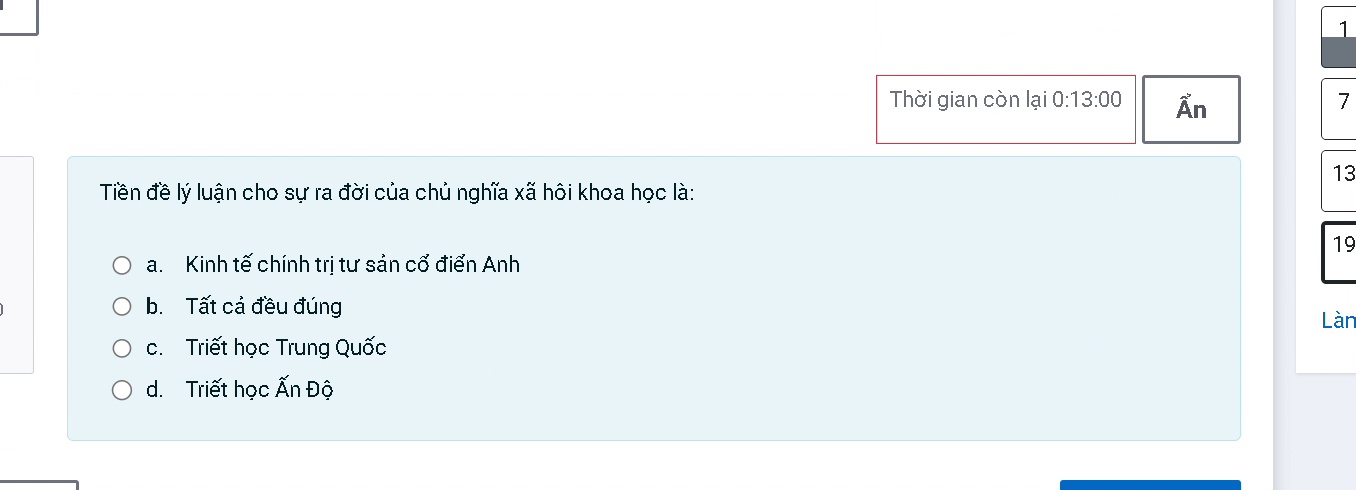 1
Thời gian còn lại 0:13:00
Ẩn
7
Tiền đề lý luận cho sự ra đời của chủ nghĩa xã hôi khoa học là:
13
19
a. Kinh tế chính trị tư sản cổ điển Anh
b. Tất cả đều đúng
c. Triết học Trung Quốc
d. Triết học Ấn Độ